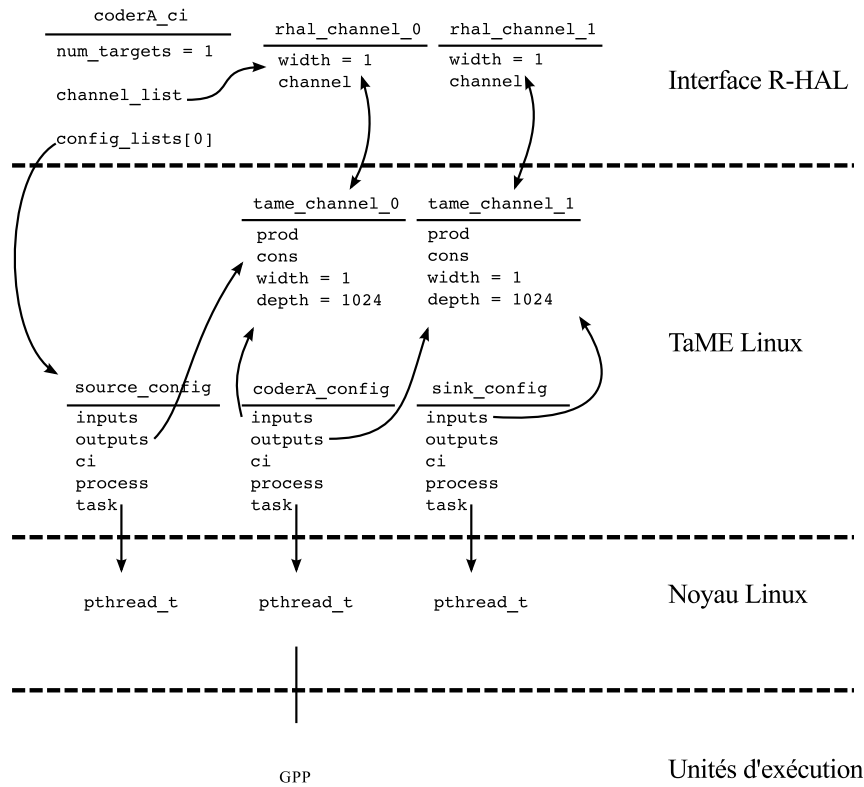 coderA_ci
num_targets = 1
channel_list
config_lists[0]
rhal_channel_0
width = 1
channel
rhal_channel_1
width = 1
channel
Interface R-HAL
tame_channel_0
prod
cons
width = 1
depth = 1024
tame_channel_1
prod
cons
width = 1
depth = 1024
TaME Linux
source_config
inputs
outputs
ci
process
task
coderA_config
inputs
outputs
ci
process
task
sink_config
inputs
outputs
ci
process
task
pthread_t
pthread_t
pthread_t
Noyau Linux
GPP
Unités d'exécution